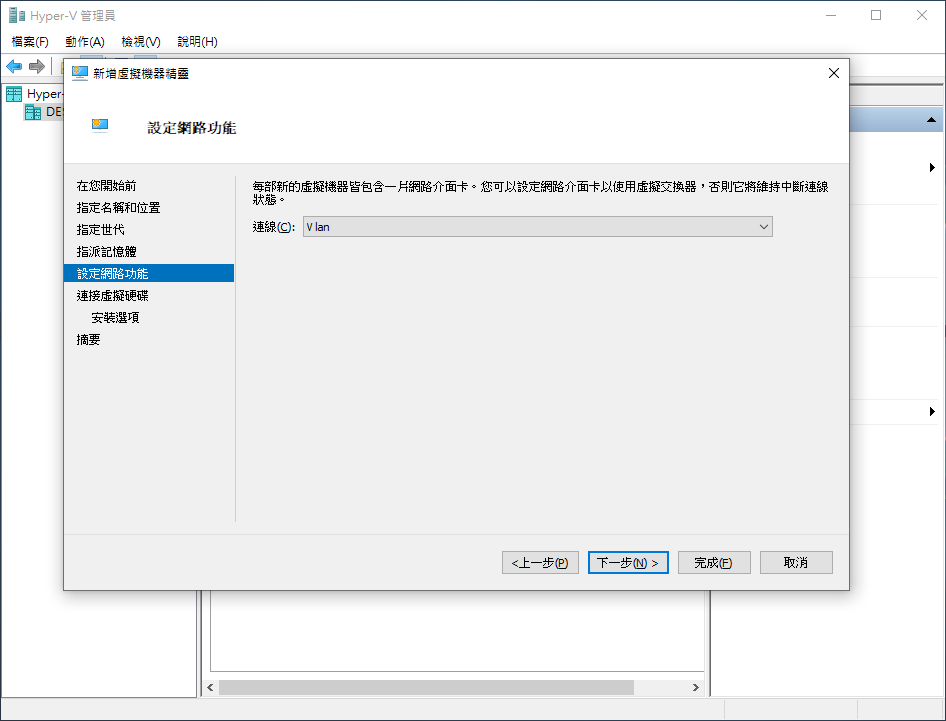 Hyper-V 管理員
檔案(F) 動作(A) 檢視(V) 說明(H)
新增虛擬機器精靈
Hyper-
設定網路功能
在您開始前
指定名稱和位置
指定世代
指派記憶體
設定網路功能
連接虛擬硬碟
安裝選項
摘要
每部新的虛擬機器皆包含一片網路介面卡。您可以設定網路介面卡以使用虛擬交換器，否則它將維持中斷連線
狀態。
連線(C): Vlan
<上一步(P) 下一步(N) > 完成(F) 取消